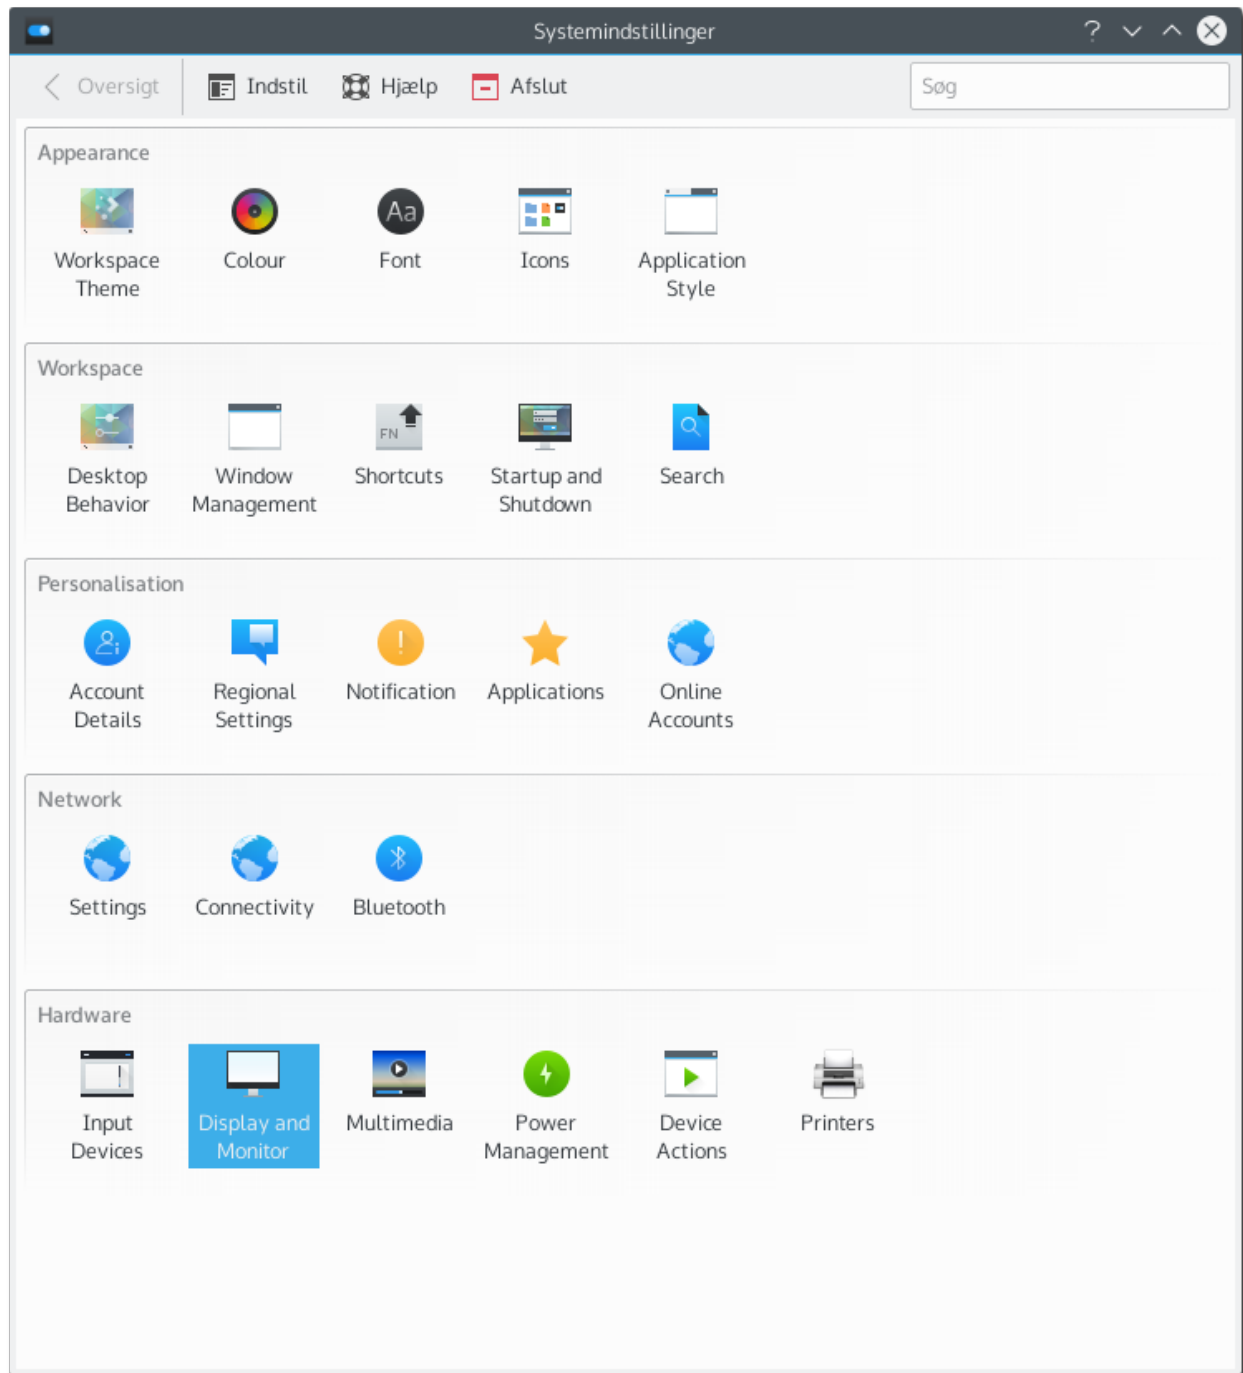 Systemindstillinger
?
Oversigt Indstil Hjælp Afslut Søg
Appearance
Aa
Workspace Colour Font Icons Application
Theme Style
Workspace
FN
Desktop Window Shortcuts Startup and Search
Behavior Management Shutdown
Personalisation
Account Regional Notification Applications Online
Details Settings Accounts
Network
Settings Connectivity Bluetooth
Hardware
Input Display and Multimedia Power Device Printers
Devices Monitor Management Actions